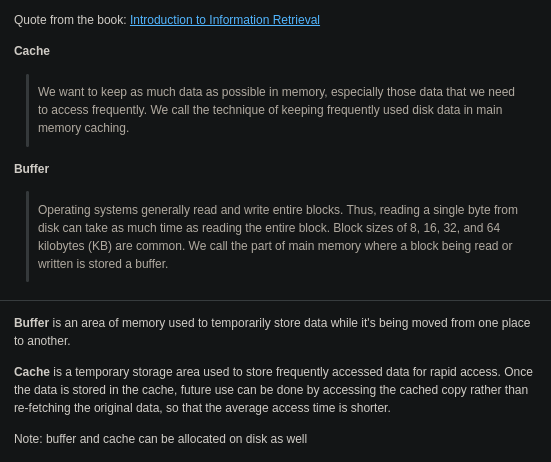 Quote from the book: Introduction to Information Retrieval
Cache
We want to keep as much data as possible in memory, especially those data that we need
to access frequently. We call the technique of keeping frequently used disk data in main
memory caching.
Buffer
Operating systems generally read and write entire blocks. Thus, reading a single byte from
disk can take as much time as reading the entire block. Block sizes of 8, 16, 32, and 64
kilobytes (KB) are common. We call the part of main memory where a block being read or
written is stored a buffer.
Buffer is an area of memory used to temporarily store data while it's being moved from one place
to another.
Cache is a temporary storage area used to store frequently accessed data for rapid access. Once
the data is stored in the cache, future use can be done by accessing the cached copy rather than
re-fetching the original data, so that the average access time is shorter.
Note: buffer and cache can be allocated on disk as well